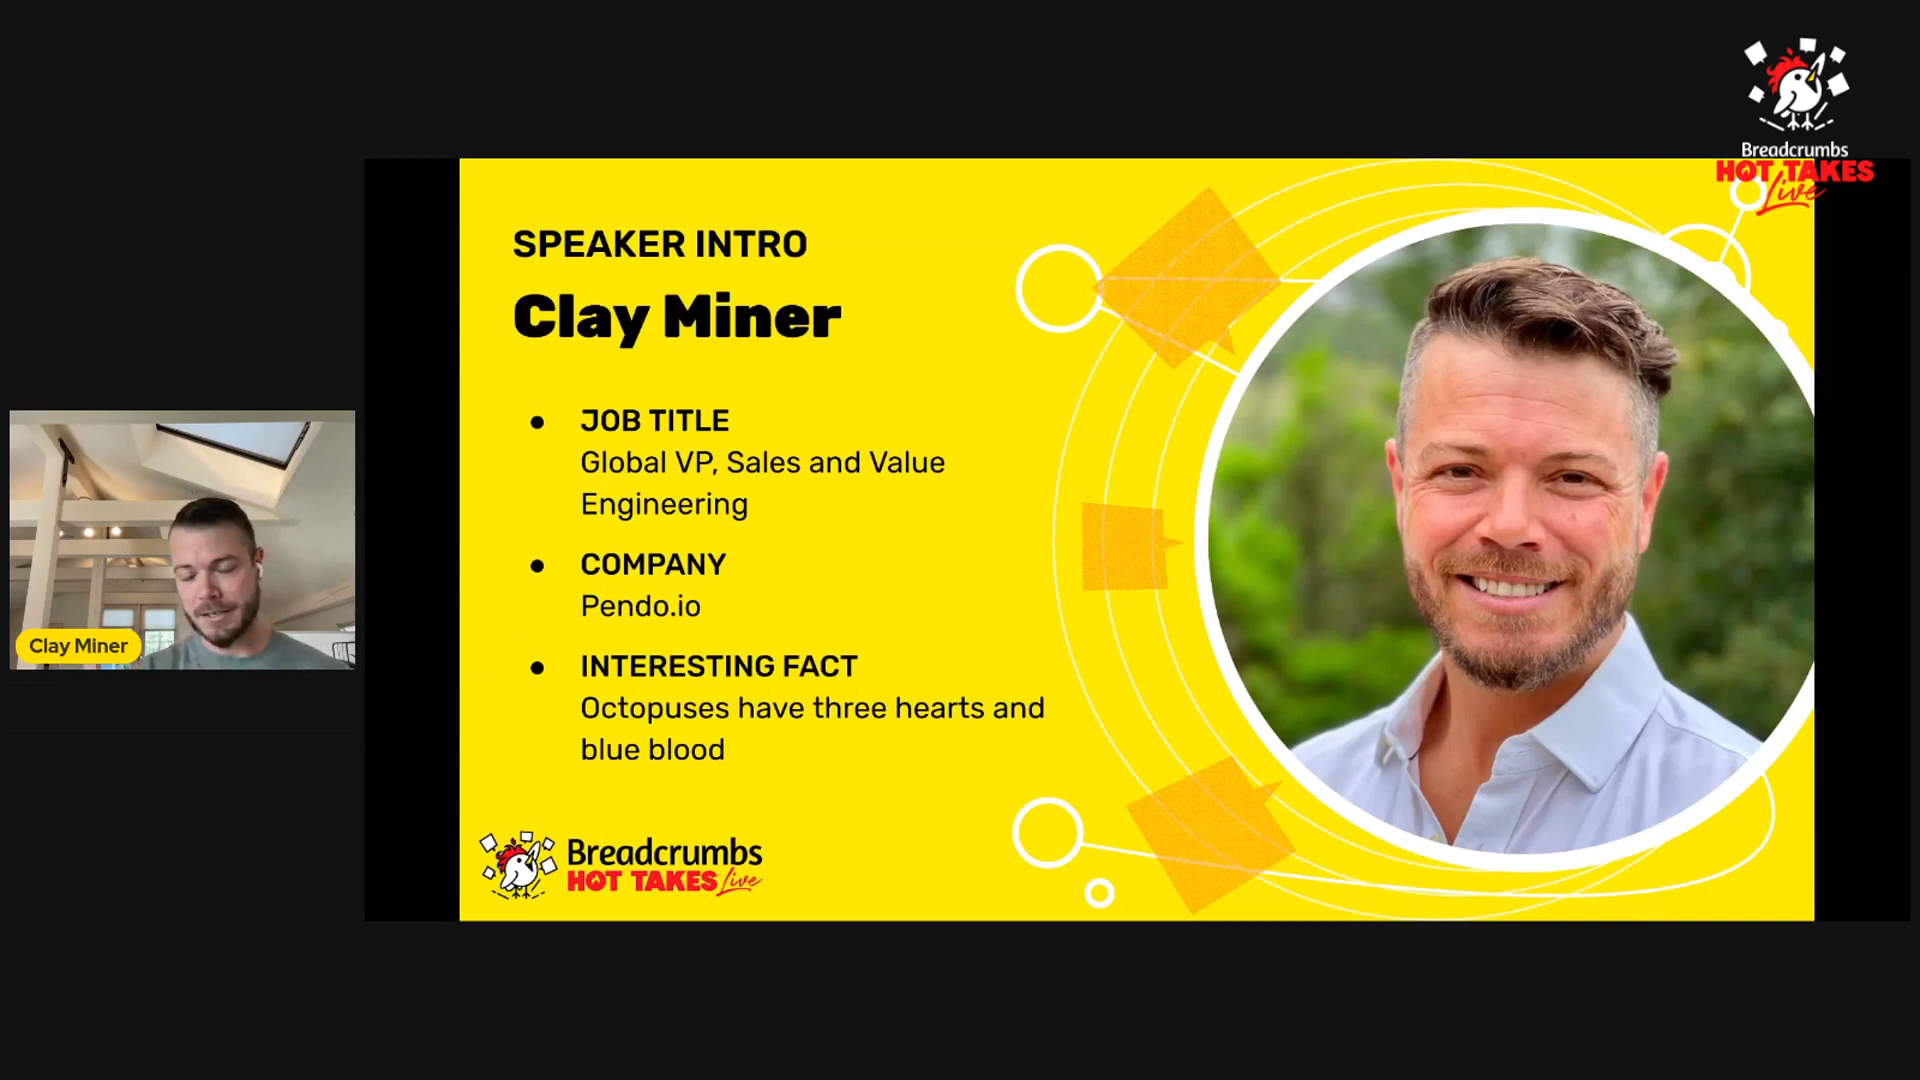 Breadcrumbs
HOT TAKES
Live
SPEAKER INTRO
Clay Miner
● JOB TITLE
Global VP, Sales and Value
Engineering
● COMPANY
Pendo.io
● INTERESTING FACT
Octopuses have three hearts and
blue blood
Breadcrumbs
HOT TAKES Live
Clay Miner